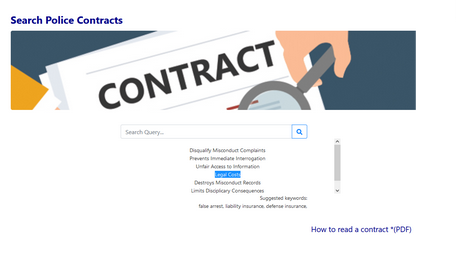 Search Police Contracts
CONTRACT
Search Query...
Disqualify Misconduct Complaints
Prevents Immediate Interrogation
Unfair Access to Information
Legal Costs
Destroys Misconduct Records
Limits Disciplinary Consequences
Suggested keywords:
false arrest, liability insurance, defense insurance.
How to read a contract *(PDF)